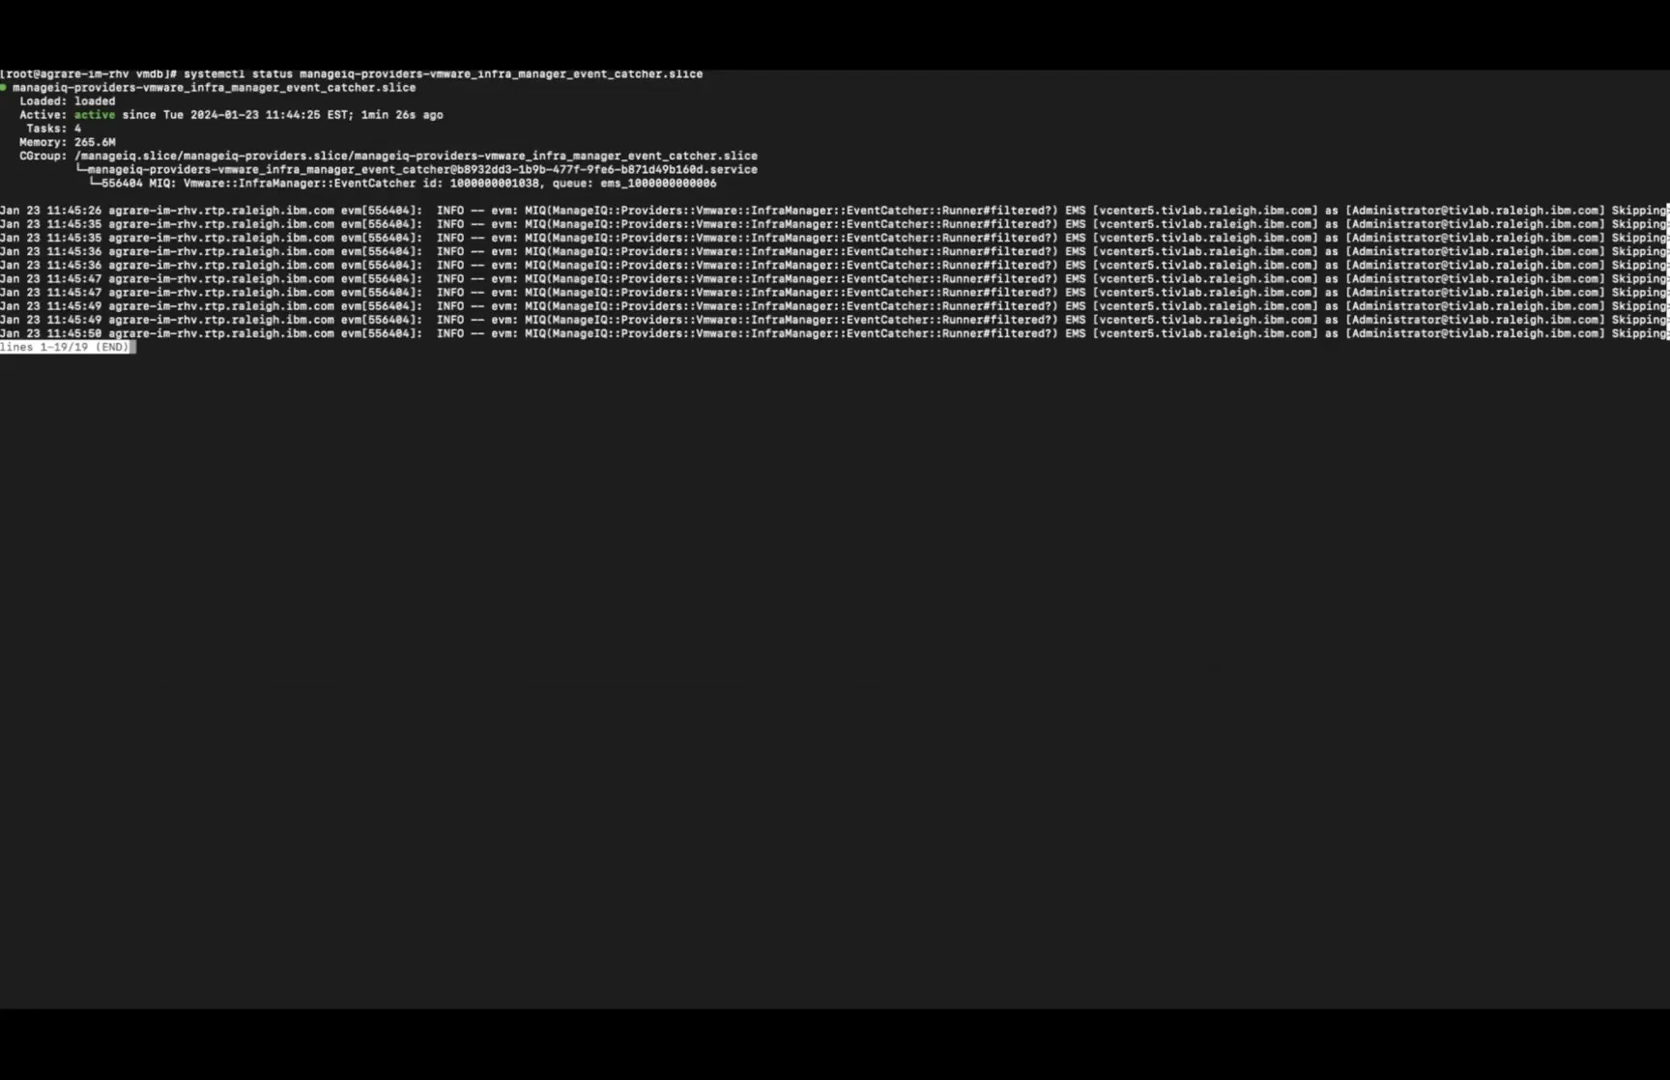 [root@agrare-im-rhv vmdb]# systemctl status manageiq-providers-vmware_infra_manager_event_catcher.slice
● manageiq-providers-vmware_infra_manager_event_catcher.slice
Loaded: loaded
Active: active since Tue 2024-01-23 11:44:25 EST; 1min 26s ago
Tasks: 4
Memory: 265.6M
CGroup: /manageiq.slice/manageiq-providers.slice/manageiq-providers-vmware_infra_manager_event_catcher.slice
└─manageiq-providers-vmware_infra_manager_event_catcher@b8932dd3-1b9b-477f-9fe6-b871d49b160d.service
└─556404 MIQ: Vmware::InfraManager::EventCatcher id: 1000000001038, queue: ems_1000000000006
Jan 23 11:45:26 agrare-im-rhv.rtp.raleigh.ibm.com evm[556404]: INFO -- evm: MIQ(ManageIQ::Providers::Vmware::InfraManager::EventCatcher::Runner#filtered?) EMS [vcenter5.tivlab.raleigh.ibm.com] as [Administrator@tivlab.raleigh.ibm.com] Skipping
Jan 23 11:45:35 agrare-im-rhv.rtp.raleigh.ibm.com evm[556404]: INFO -- evm: MIQ(ManageIQ::Providers::Vmware::InfraManager::EventCatcher::Runner#filtered?) EMS [vcenter5.tivlab.raleigh.ibm.com] as [Administrator@tivlab.raleigh.ibm.com] Skipping
Jan 23 11:45:35 agrare-im-rhv.rtp.raleigh.ibm.com evm[556404]: INFO -- evm: MIQ(ManageIQ::Providers::Vmware::InfraManager::EventCatcher::Runner#filtered?) EMS [vcenter5.tivlab.raleigh.ibm.com] as [Administrator@tivlab.raleigh.ibm.com] Skipping
Jan 23 11:45:36 agrare-im-rhv.rtp.raleigh.ibm.com evm[556404]: INFO -- evm: MIQ(ManageIQ::Providers::Vmware::InfraManager::EventCatcher::Runner#filtered?) EMS [vcenter5.tivlab.raleigh.ibm.com] as [Administrator@tivlab.raleigh.ibm.com] Skipping
Jan 23 11:45:36 agrare-im-rhv.rtp.raleigh.ibm.com evm[556404]: INFO -- evm: MIQ(ManageIQ::Providers::Vmware::InfraManager::EventCatcher::Runner#filtered?) EMS [vcenter5.tivlab.raleigh.ibm.com] as [Administrator@tivlab.raleigh.ibm.com] Skipping
Jan 23 11:45:47 agrare-im-rhv.rtp.raleigh.ibm.com evm[556404]: INFO -- evm: MIQ(ManageIQ::Providers::Vmware::InfraManager::EventCatcher::Runner#filtered?) EMS [vcenter5.tivlab.raleigh.ibm.com] as [Administrator@tivlab.raleigh.ibm.com] Skipping
Jan 23 11:45:47 agrare-im-rhv.rtp.raleigh.ibm.com evm[556404]: INFO -- evm: MIQ(ManageIQ::Providers::Vmware::InfraManager::EventCatcher::Runner#filtered?) EMS [vcenter5.tivlab.raleigh.ibm.com] as [Administrator@tivlab.raleigh.ibm.com] Skipping
Jan 23 11:45:49 agrare-im-rhv.rtp.raleigh.ibm.com evm[556404]: INFO -- evm: MIQ(ManageIQ::Providers::Vmware::InfraManager::EventCatcher::Runner#filtered?) EMS [vcenter5.tivlab.raleigh.ibm.com] as [Administrator@tivlab.raleigh.ibm.com] Skipping
Jan 23 11:45:49 agrare-im-rhv.rtp.raleigh.ibm.com evm[556404]: INFO -- evm: MIQ(ManageIQ::Providers::Vmware::InfraManager::EventCatcher::Runner#filtered?) EMS [vcenter5.tivlab.raleigh.ibm.com] as [Administrator@tivlab.raleigh.ibm.com] Skipping
Jan 23 11:45:50 agrare-im-rhv.rtp.raleigh.ibm.com evm[556404]: INFO -- evm: MIQ(ManageIQ::Providers::Vmware::InfraManager::EventCatcher::Runner#filtered?) EMS [vcenter5.tivlab.raleigh.ibm.com] as [Administrator@tivlab.raleigh.ibm.com] Skipping
lines 1-19/19 (END)